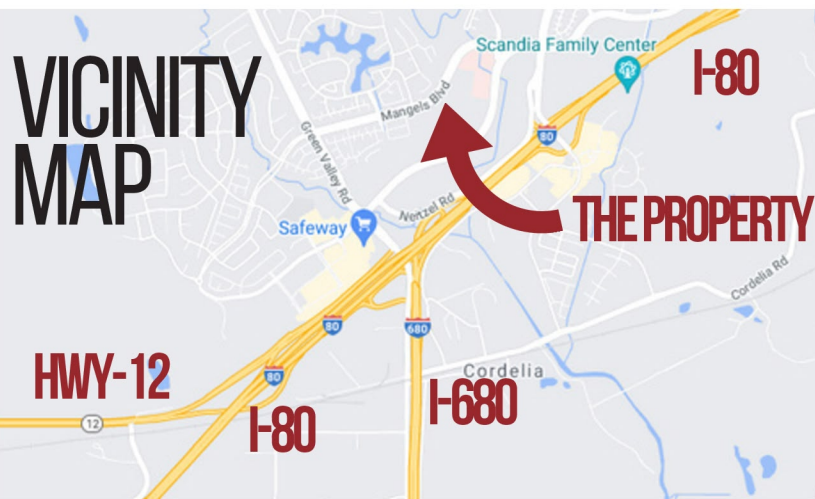 VICINITY
MAP
Scandia Family Center
I-80
Mangels Blvd
80
Green Valley Rd
Neitzel Rd
THE PROPERTY
Safeway
Cordelia Rd
80
680
HWY-12
80
Cordelia
I-680
12
I-80